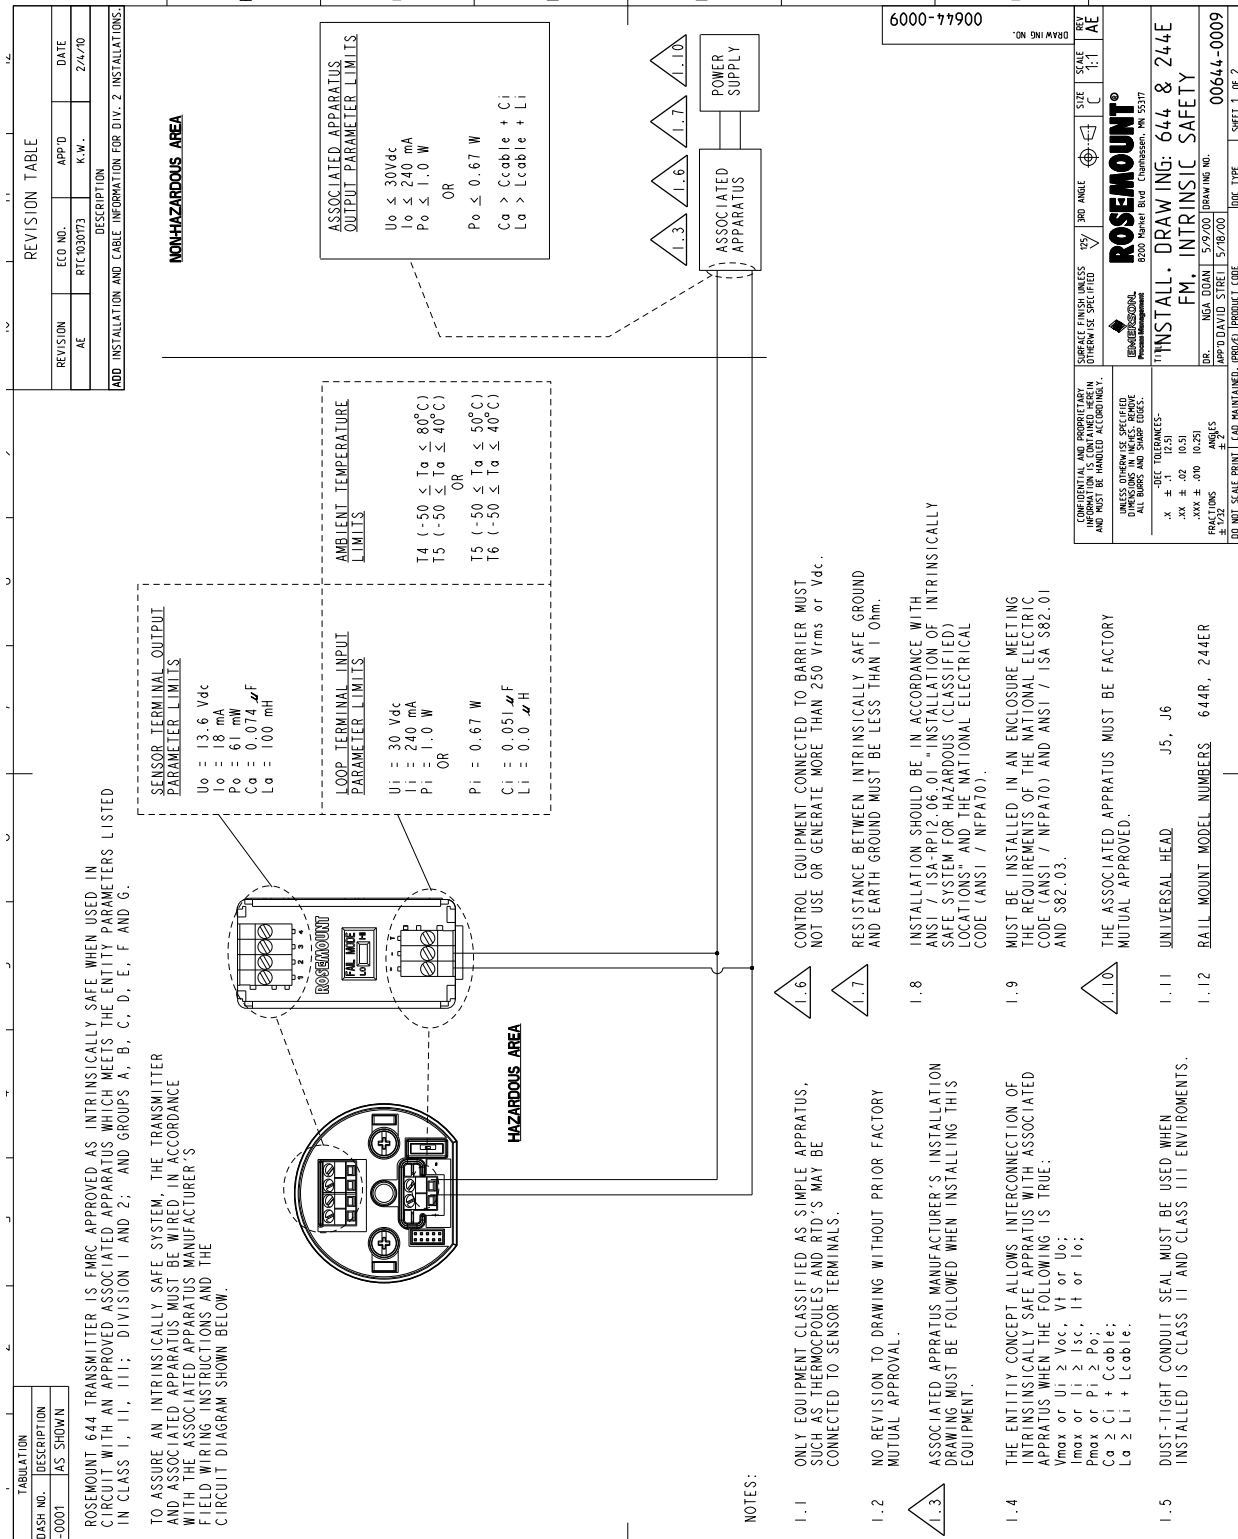 TABULATION
DASH NO. DESCRIPTION
-0001 AS SHOWN
REVISION TABLE
REVISION ECO NO. APP'D DATE
AE RTC1030173 K.W. 2/4/10
DESCRIPTION
ADD INSTALLATION AND CABLE INFORMATION FOR DIV. 2 INSTALLATIONS.
ROSEMOUNT 644 TRANSMITTER IS FMRC APPROVED AS INTRINSICALLY SAFE WHEN USED IN
CIRCUIT WITH AN APPROVED ASSOCIATED APPARATUS WHICH MEETS THE ENTITY PARAMETERS LISTED
IN CLASS I, II, III; DIVISION I AND 2; AND GROUPS A, B, C, D, E, F AND G.
TO ASSURE AN INTRINSICALLY SAFE SYSTEM, THE TRANSMITTER
AND ASSOCIATED APPARATUS MUST BE WIRED IN ACCORDANCE
WITH THE ASSOCIATED APPARATUS MANUFACTURER'S
FIELD WIRING INSTRUCTIONS AND THE
CIRCUIT DIAGRAM SHOWN BELOW.
SENSOR TERMINAL OUTPUT
PARAMETER LIMITS
Uo = 13.6 Vdc
Io = 18 mA
Po = 61 mW
Ca = 0.074 µF
La = 100 mH
LOOP TERMINAL INPUT
PARAMETER LIMITS
Ui = 30 Vdc
Ii = 240 mA
Pi = 1.0 W
OR
Pi = 0.67 W
Ci = 0.051 µF
Li = 0.0 µH
AMBIENT TEMPERATURE
LIMITS
T4 (-50 ≤ Ta ≤ 80°C)
T5 (-50 ≤ Ta ≤ 40°C)
OR
T5 (-50 ≤ Ta ≤ 50°C)
T6 (-50 ≤ Ta ≤ 40°C)
NON-HAZARDOUS AREA
ASSOCIATED APPARATUS
OUTPUT PARAMETER LIMITS
Uo ≤ 30Vdc
Io ≤ 240 mA
Po ≤ 1.0 W
OR
Po ≤ 0.67 W
Ca > Ccable + Ci
La > Lcable + Li
1 2 3 4
ROSEMOUNT
FAIL MODE
LO HI
HAZARDOUS AREA
1.3 1.6 1.7 1.10
ASSOCIATED
APPARATUS
POWER
SUPPLY
NOTES:
1.1 ONLY EQUIPMENT CLASSIFIED AS SIMPLE APPRATUS,
SUCH AS THERMOCPOULES AND RTD'S MAY BE
CONNECTED TO SENSOR TERMINALS.
1.2 NO REVISION TO DRAWING WITHOUT PRIOR FACTORY
MUTUAL APPROVAL.
1.3 ASSOCIATED APPRATUS MANUFACTURER'S INSTALLATION
DRAWING MUST BE FOLLOWED WHEN INSTALLING THIS
EQUIPMENT.
1.4 THE ENTITIY CONCEPT ALLOWS INTERCONNECTION OF
INTRINSINSICALLY SAFE APPRATUS WITH ASSOCIATED
APPRATUS WHEN THE FOLLOWING IS TRUE:
Vmax or Ui ≥ Voc, Vt or Uo;
Imax or Ii ≥ Isc, It or Io;
Pmax or Pi ≥ Po;
Ca ≥ Ci + Ccable;
La ≥ Li + Lcable.
1.5 DUST-TIGHT CONDUIT SEAL MUST BE USED WHEN
INSTALLED IS CLASS II AND CLASS III ENVIROMENTS.
1.6 CONTROL EQUIPMENT CONNECTED TO BARRIER MUST
NOT USE OR GENERATE MORE THAN 250 Vrms or Vdc.
1.7 RESISTANCE BETWEEN INTRINSICALLY SAFE GROUND
AND EARTH GROUND MUST BE LESS THAN 1 Ohm.
1.8 INSTALLATION SHOULD BE IN ACCORDANCE WITH
ANSI / ISA-RP12.06.01 "INSTALLATION OF INTRINSICALLY
SAFE SYSTEM FOR HAZARDOUS (CLASSIFIED)
LOCATIONS" AND THE NATIONAL ELECTRICAL
CODE (ANSI / NFPA70).
1.9 MUST BE INSTALLED IN AN ENCLOSURE MEETING
THE REQUIREMENTS OF THE NATIONAL ELECTRIC
CODE (ANSI / NFPA70) AND ANSI / ISA S82.01
AND S82.03.
1.10 THE ASSOCIATED APPRATUS MUST BE FACTORY
MUTUAL APPROVED.
1.11 UNIVERSAL HEAD J5, J6
1.12 RAIL MOUNT MODEL NUMBERS 644R, 244ER
DRAWING NO.
00644-0009
CONFIDENTIAL AND PROPRIETARY
INFORMATION IS CONTAINED HEREIN
AND MUST BE HANDLED ACCORDINGLY.
UNLESS OTHERWISE SPECIFIED
DIMENSIONS IN INCHES. REMOVE
ALL BURRS AND SHARP EDGES.
-DEC TOLERANCES-
.X ± .1 [2.5]
.XX ± .02 [0.5]
.XXX ± .010 [0.25]
FRACTIONS ANGLES
± 1/32 ± 2°
DO NOT SCALE PRINT CAD MAINTAINED, (PRO/E) PRODUCT CODE DOC TYPE SHEET 1 OF 2
SURFACE FINISH UNLESS
OTHERWISE SPECIFIED 125
3RD ANGLE SIZE C SCALE 1:1 REV AE
EMERSON
Process Management
ROSEMOUNT®
8200 Market Blvd Chanhassen, MN 55317
TITLE INSTALL. DRAWING: 644 & 244E
FM, INTRINSIC SAFETY
DR. NGA DOAN 5/9/00 DRAWING NO.
APP'D DAVID STREI 5/18/00 00644-0009